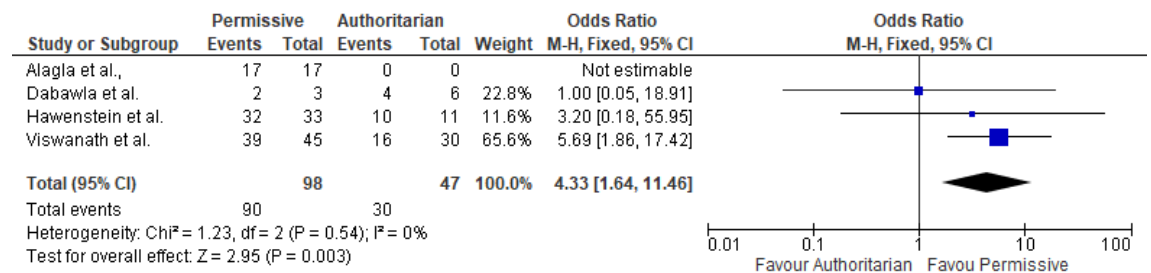 Permissive Authoritarian Odds Ratio Odds Ratio
Study or Subgroup Events Total Events Total Weight M-H, Fixed, 95% CI M-H, Fixed, 95% CI
Alagla et al., 17 17 0 0 Not estimable
Dabawla et al. 2 3 4 6 22.8% 1.00 [0.05, 18.91]
Hawenstein et al. 32 33 10 11 11.6% 3.20 [0.18, 55.95]
Viswanath et al. 39 45 16 30 65.6% 5.69 [1.86, 17.42]
Total (95% CI) 98 47 100.0% 4.33 [1.64, 11.46]
Total events 90 30
Heterogeneity: Chi² = 1.23, df = 2 (P = 0.54); I² = 0%
Test for overall effect: Z = 2.95 (P = 0.003)
0.01 0.1 1 10 100
Favour Authoritarian Favou Permissive